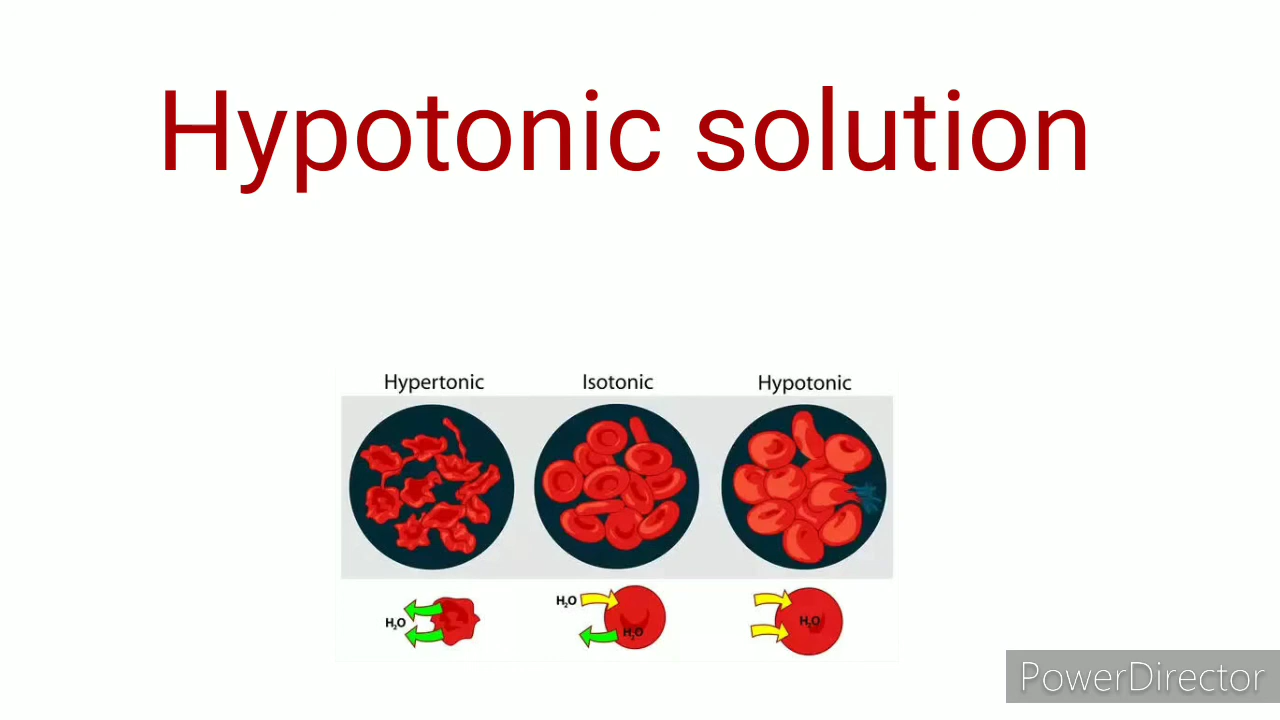 Hypotonic solution
Hypertonic Isotonic Hypotonic
H₂O
H₂O
H₂O
H₂O
PowerDirector